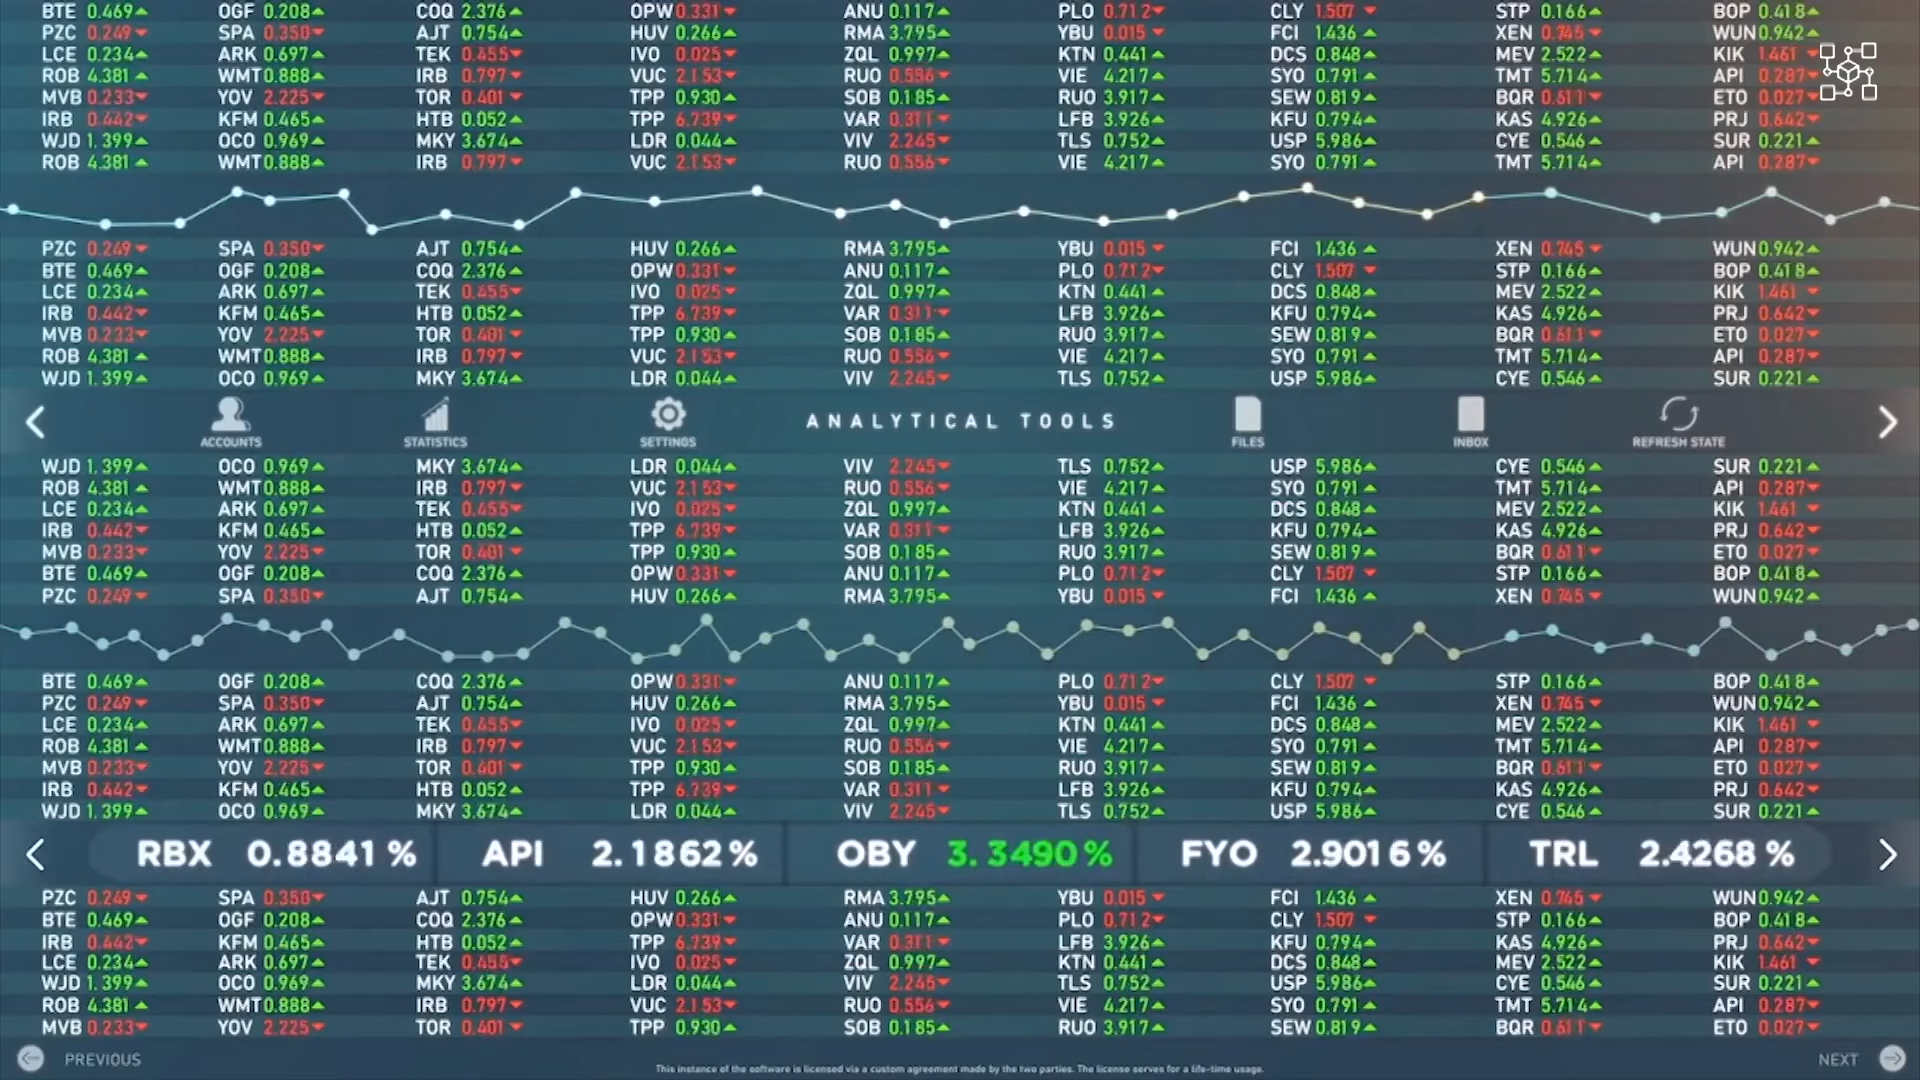 BTE 0.469 OGF 0.208 COQ 2.376 OPW 0.331 ANU 0.117 PLO 0.712 CLY 1.507 STP 0.166 BOP 0.418
PZC 0.249 SPA 0.350 AJT 0.754 HUV 0.266 RMA 3.795 YBU 0.015 FCI 1.436 XEN 0.745 WUN 0.942
LCE 0.234 ARK 0.697 TEK 0.455 IVO 0.025 ZQL 0.997 KTN 0.441 DCS 0.848 MEV 2.522 KIK 1.461
ROB 4.381 WMT 0.888 IRB 0.797 VUC 2.153 RUO 0.556 VIE 4.217 SYO 0.791 TMT 5.714 API 0.287
MVB 0.233 YOV 2.225 TOR 0.401 TPP 0.930 SOB 0.185 RUO 3.917 SEW 0.819 BQR 0.611 ETO 0.027
IRB 0.442 KFM 0.465 HTB 0.052 TPP 6.739 VAR 0.311 LFB 3.926 KFU 0.794 KAS 4.926 PRJ 0.642
WJD 1.399 OCO 0.969 MKY 3.674 LDR 0.044 VIV 2.245 TLS 0.752 USP 5.986 CYE 0.546 SUR 0.221
ROB 4.381 WMT 0.888 IRB 0.797 VUC 2.153 RUO 0.556 VIE 4.217 SYO 0.791 TMT 5.714 API 0.287
PZC 0.249 SPA 0.350 AJT 0.754 HUV 0.266 RMA 3.795 YBU 0.015 FCI 1.436 XEN 0.745 WUN 0.942
BTE 0.469 OGF 0.208 COQ 2.376 OPW 0.331 ANU 0.117 PLO 0.712 CLY 1.507 STP 0.166 BOP 0.418
LCE 0.234 ARK 0.697 TEK 0.455 IVO 0.025 ZQL 0.997 KTN 0.441 DCS 0.848 MEV 2.522 KIK 1.461
IRB 0.442 KFM 0.465 HTB 0.052 TPP 6.739 VAR 0.311 LFB 3.926 KFU 0.794 KAS 4.926 PRJ 0.642
MVB 0.233 YOV 2.225 TOR 0.401 TPP 0.930 SOB 0.185 RUO 3.917 SEW 0.819 BQR 0.611 ETO 0.027
ROB 4.381 WMT 0.888 IRB 0.797 VUC 2.153 RUO 0.556 VIE 4.217 SYO 0.791 TMT 5.714 API 0.287
WJD 1.399 OCO 0.969 MKY 3.674 LDR 0.044 VIV 2.245 TLS 0.752 USP 5.986 CYE 0.546 SUR 0.221
ANALYTICAL TOOLS
ACCOUNTS STATISTICS SETTINGS FILES INBOX REFRESH STATE
WJD 1.399 OCO 0.969 MKY 3.674 LDR 0.044 VIV 2.245 TLS 0.752 USP 5.986 CYE 0.546 SUR 0.221
ROB 4.381 WMT 0.888 IRB 0.797 VUC 2.153 RUO 0.556 VIE 4.217 SYO 0.791 TMT 5.714 API 0.287
LCE 0.234 ARK 0.697 TEK 0.455 IVO 0.025 ZQL 0.997 KTN 0.441 DCS 0.848 MEV 2.522 KIK 1.461
IRB 0.442 KFM 0.465 HTB 0.052 TPP 6.739 VAR 0.311 LFB 3.926 KFU 0.794 KAS 4.926 PRJ 0.642
MVB 0.233 YOV 2.225 TOR 0.401 TPP 0.930 SOB 0.185 RUO 3.917 SEW 0.819 BQR 0.611 ETO 0.027
BTE 0.469 OGF 0.208 COQ 2.376 OPW 0.331 ANU 0.117 PLO 0.712 CLY 1.507 STP 0.166 BOP 0.418
PZC 0.249 SPA 0.350 AJT 0.754 HUV 0.266 RMA 3.795 YBU 0.015 FCI 1.436 XEN 0.745 WUN 0.942
BTE 0.469 OGF 0.208 COQ 2.376 OPW 0.331 ANU 0.117 PLO 0.712 CLY 1.507 STP 0.166 BOP 0.418
PZC 0.249 SPA 0.350 AJT 0.754 HUV 0.266 RMA 3.795 YBU 0.015 FCI 1.436 XEN 0.745 WUN 0.942
LCE 0.234 ARK 0.697 TEK 0.455 IVO 0.025 ZQL 0.997 KTN 0.441 DCS 0.848 MEV 2.522 KIK 1.461
ROB 4.381 WMT 0.888 IRB 0.797 VUC 2.153 RUO 0.556 VIE 4.217 SYO 0.791 TMT 5.714 API 0.287
MVB 0.233 YOV 2.225 TOR 0.401 TPP 0.930 SOB 0.185 RUO 3.917 SEW 0.819 BQR 0.611 ETO 0.027
IRB 0.442 KFM 0.465 HTB 0.052 TPP 6.739 VAR 0.311 LFB 3.926 KFU 0.794 KAS 4.926 PRJ 0.642
WJD 1.399 OCO 0.969 MKY 3.674 LDR 0.044 VIV 2.245 TLS 0.752 USP 5.986 CYE 0.546 SUR 0.221
RBX 0.8841 % API 2.1862 % OBY 3.3490 % FYO 2.9016 % TRL 2.4268 %
PZC 0.249 SPA 0.350 AJT 0.754 HUV 0.266 RMA 3.795 YBU 0.015 FCI 1.436 XEN 0.745 WUN 0.942
BTE 0.469 OGF 0.208 COQ 2.376 OPW 0.331 ANU 0.117 PLO 0.712 CLY 1.507 STP 0.166 BOP 0.418
IRB 0.442 KFM 0.465 HTB 0.052 TPP 6.739 VAR 0.311 LFB 3.926 KFU 0.794 KAS 4.926 PRJ 0.642
LCE 0.234 ARK 0.697 TEK 0.455 IVO 0.025 ZQL 0.997 KTN 0.441 DCS 0.848 MEV 2.522 KIK 1.461
WJD 1.399 OCO 0.969 MKY 3.674 LDR 0.044 VIV 2.245 TLS 0.752 USP 5.986 CYE 0.546 SUR 0.221
ROB 4.381 WMT 0.888 IRB 0.797 VUC 2.153 RUO 0.556 VIE 4.217 SYO 0.791 TMT 5.714 API 0.287
MVB 0.233 YOV 2.225 TOR 0.401 TPP 0.930 SOB 0.185 RUO 3.917 SEW 0.819 BQR 0.611 ETO 0.027
PREVIOUS NEXT
This instance of the software is licensed via a custom agreement made by the two parties. The license serves for a life-time usage.